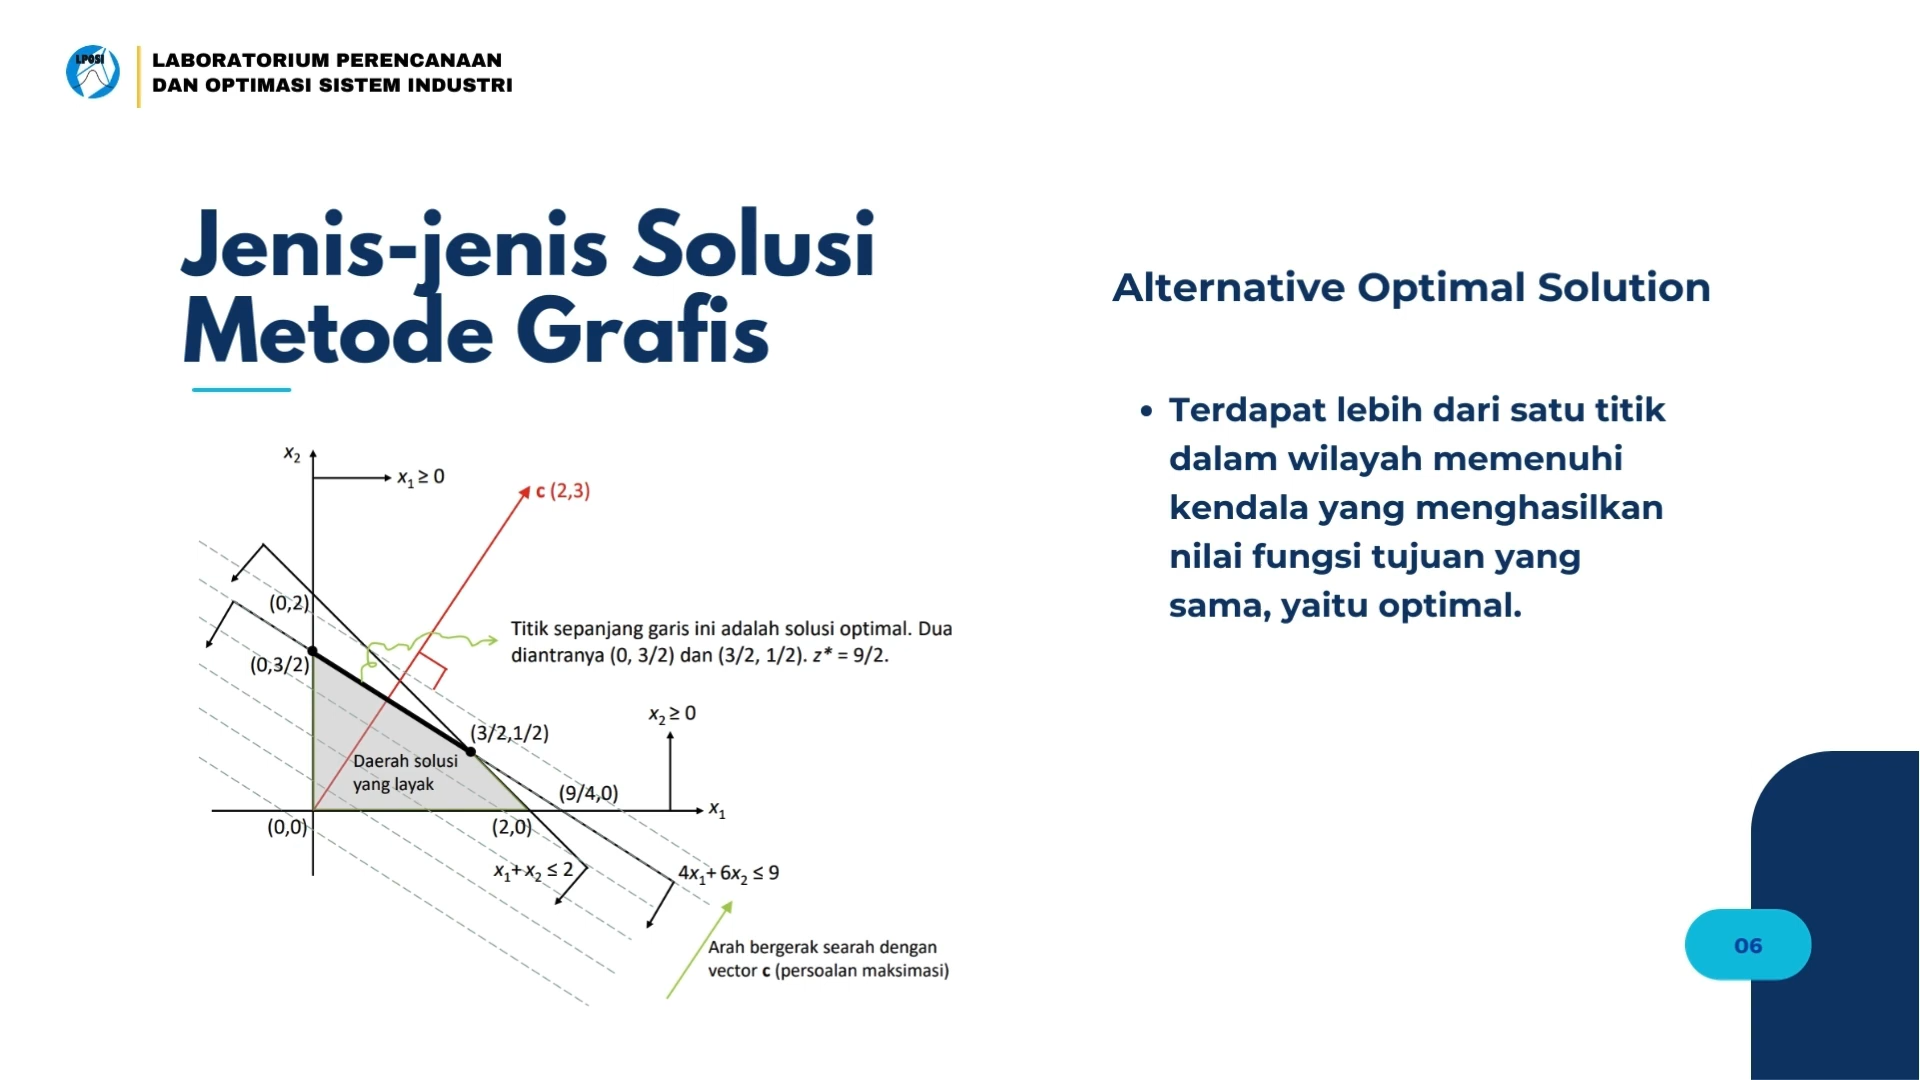 LPOSI
LABORATORIUM PERENCANAAN
DAN OPTIMASI SISTEM INDUSTRI
Jenis-jenis Solusi
Metode Grafis
Alternative Optimal Solution
• Terdapat lebih dari satu titik
dalam wilayah memenuhi
kendala yang menghasilkan
nilai fungsi tujuan yang
sama, yaitu optimal.
x₂
x₁ ≥ 0
c (2,3)
(0,2)
Titik sepanjang garis ini adalah solusi optimal. Dua
diantranya (0, 3/2) dan (3/2, 1/2). z* = 9/2.
(0,3/2)
x₂ ≥ 0
(3/2,1/2)
Daerah solusi
yang layak
(9/4,0)
x₁
(0,0)
(2,0)
x₁+x₂ ≤ 2
4x₁+ 6x₂ ≤ 9
Arah bergerak searah dengan
vector c (persoalan maksimasi)
06